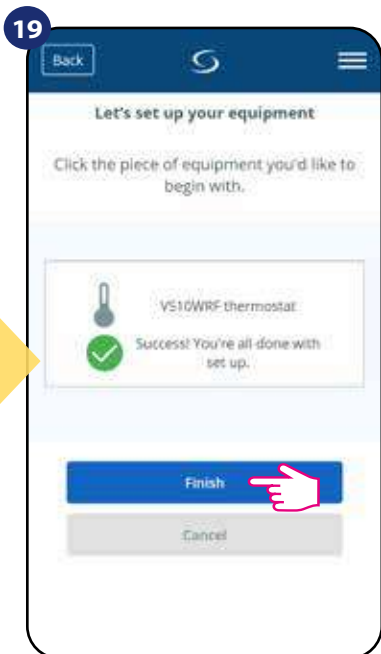 19
Back
Let's set up your equipment
Click the piece of equipment you'd like to
begin with.
VS10WRF thermostat
Success! You're all done with
set up.
Finish
Cancel